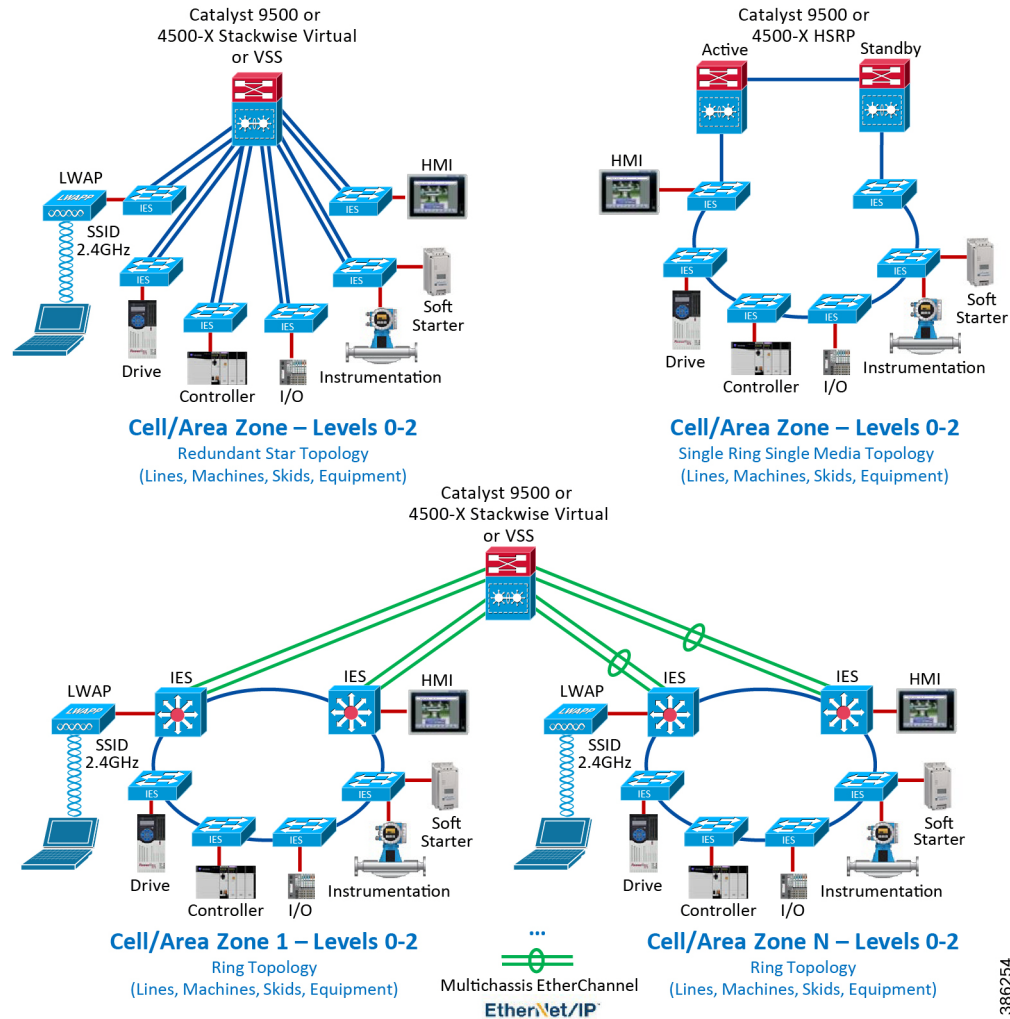 Catalyst 9500 or
4500-X Stackwise Virtual
or VSS
LWAP
LWAPP
SSID
2.4GHz
IES
HMI
IES
IES
IES
Soft
Starter
IES
IES
Drive
Controller
I/O
Instrumentation
Cell/Area Zone – Levels 0-2
Redundant Star Topology
(Lines, Machines, Skids, Equipment)
Catalyst 9500 or
4500-X HSRP
Active
Standby
HMI
IES
IES
IES
IES
Soft
Starter
IES
IES
Drive
Controller
I/O
Instrumentation
Cell/Area Zone – Levels 0-2
Single Ring Single Media Topology
(Lines, Machines, Skids, Equipment)
Catalyst 9500 or
4500-X Stackwise Virtual
or VSS
LWAP
LWAPP
SSID
2.4GHz
IES
IES
HMI
IES
IES
Soft
Starter
IES
IES
Drive
Controller
I/O
Instrumentation
Cell/Area Zone 1 – Levels 0-2
Ring Topology
(Lines, Machines, Skids, Equipment)
...
Multichassis EtherChannel
EtherNet/IP
LWAP
LWAPP
SSID
2.4GHz
IES
IES
HMI
IES
IES
Soft
Starter
IES
IES
Drive
Controller
I/O
Instrumentation
Cell/Area Zone N – Levels 0-2
Ring Topology
(Lines, Machines, Skids, Equipment)
386254